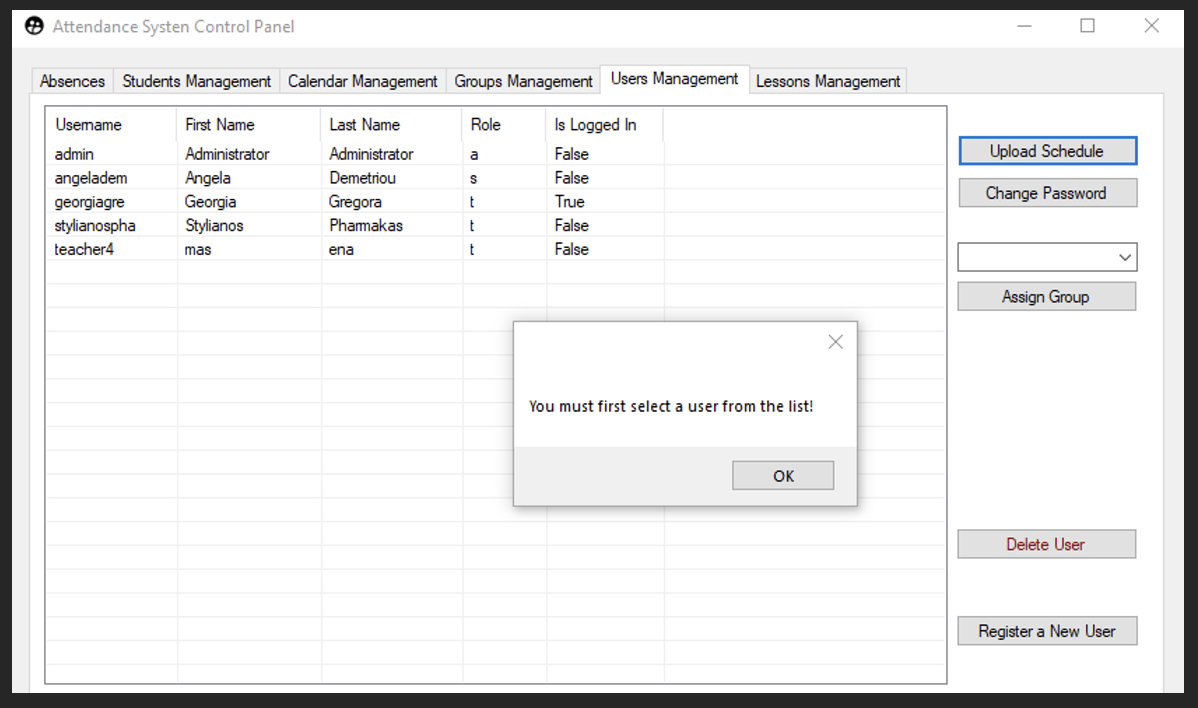 Attendance Systen Control Panel
Absences Students Management Calendar Management Groups Management Users Management Lessons Management
Username First Name Last Name Role Is Logged In
admin Administrator Administrator a False
angeladem Angela Demetriou s False
georgiagre Georgia Gregora t True
stylianospha Stylianos Pharmakas t False
teacher4 mas ena t False
Upload Schedule
Change Password
Assign Group
You must first select a user from the list!
OK
Delete User
Register a New User